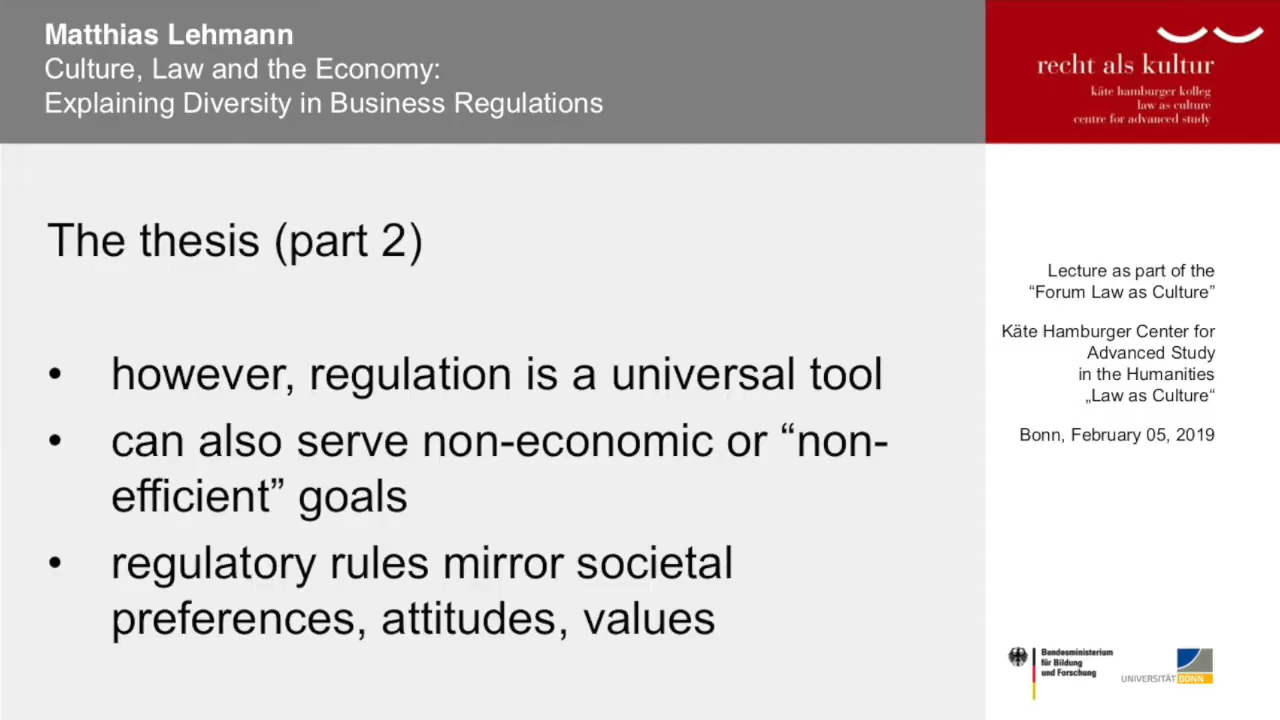 Matthias Lehmann
Culture, Law and the Economy:
Explaining Diversity in Business Regulations
recht als kultur
käte hamburger kolleg
law as culture
centre for advanced study
The thesis (part 2)
• however, regulation is a universal tool
• can also serve non-economic or “non-
efficient” goals
• regulatory rules mirror societal
preferences, attitudes, values
Lecture as part of the
“Forum Law as Culture”
Käte Hamburger Center for
Advanced Study
in the Humanities
„Law as Culture“
Bonn, February 05, 2019
Bundesministerium
für Bildung
und Forschung
UNIVERSITÄT BONN